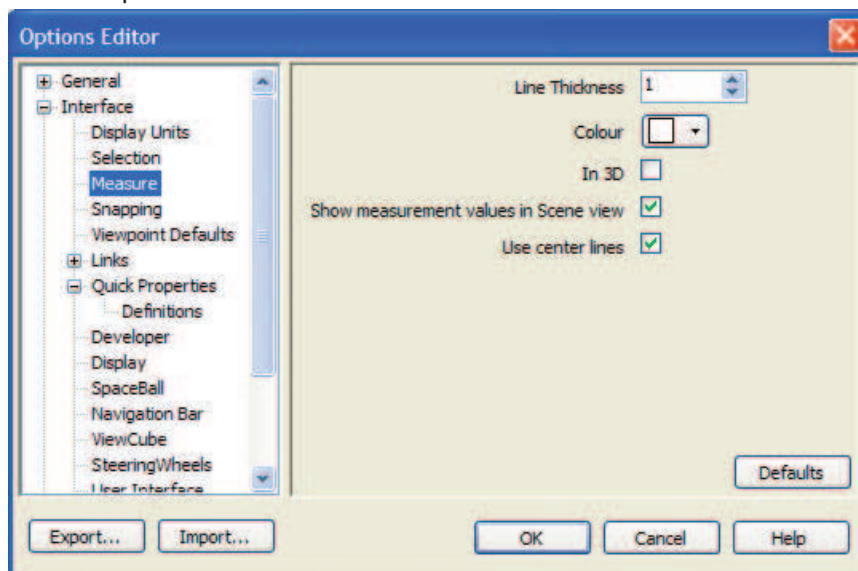 Options Editor
General
Interface
Display Units
Selection
Measure
Snapping
Viewpoint Defaults
Links
Quick Properties
Definitions
Developer
Display
SpaceBall
Navigation Bar
ViewCube
SteeringWheels
User Interface
Line Thickness 1
Colour
In 3D
Show measurement values in Scene view
Use center lines
Defaults
Export... Import... OK Cancel Help